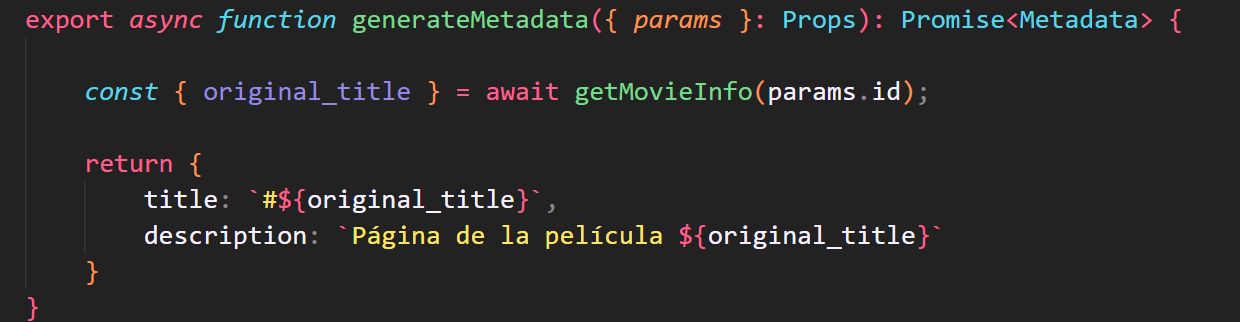 export async function generateMetadata({ params }: Props): Promise<Metadata> {
const { original_title } = await getMovieInfo(params.id);
return {
title: `#${original_title}`,
description: `Página de la película ${original_title}`
}
}